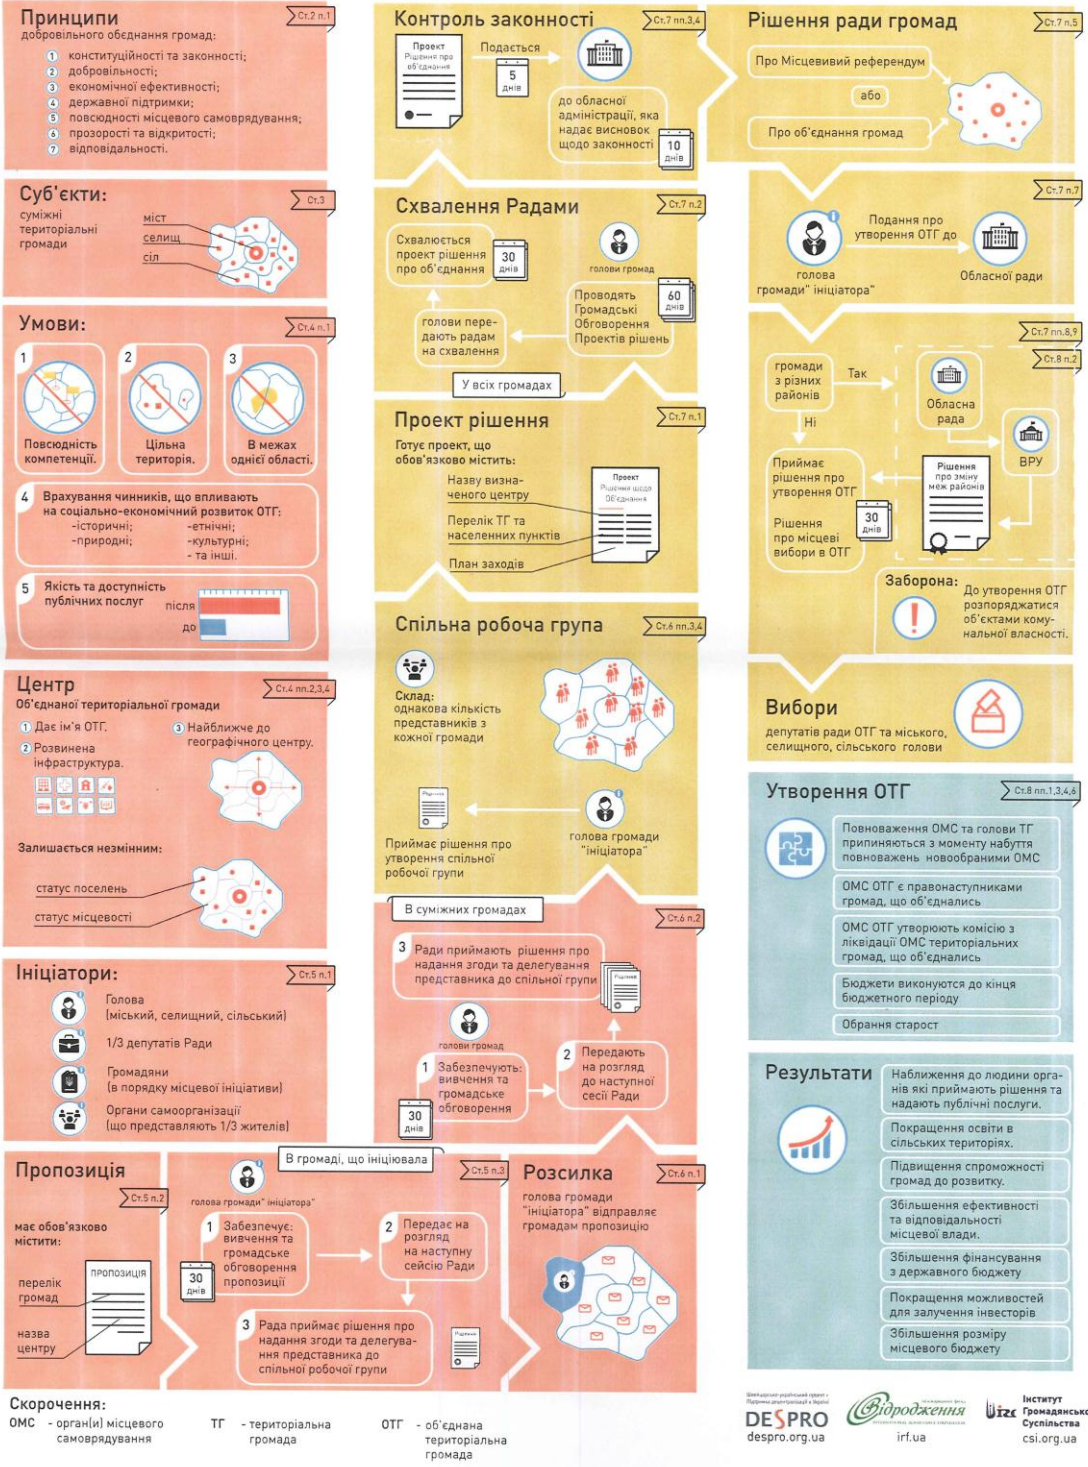 Принципи
Ст.2 п.1
добровільного обєднання громад:
1 конституційності та законності;
2 добровільності;
3 економічної ефективності;
4 державної підтримки;
5 повсюдності місцевого самоврядування;
6 прозорості та відкритості;
7 відповідальності.
Суб'єкти:
Ст.3
суміжні
територіальні
громади
міст
селищ
сіл
Умови:
Ст.4 п.1
1
Повсюдність
компетенції.
2
Цільна
територія.
3
В межах
однієї області.
4 Врахування чинників, що впливають
на соціально-економічний розвиток ОТГ:
-історичні; -етнічні;
-природні; -культурні;
- та інші.
5 Якість та доступність
публічних послуг
після
до
Центр
Ст.4 пп.2,3,4
Об'єднаної територіальної громади
1 Дає ім'я ОТГ.
2 Розвинена
інфраструктура.
3 Найближче до
географічного центру.
Залишається незмінним:
статус поселень
статус місцевості
Ініціатори:
Ст.5 п.1
Голова
(міський, селищний, сільський)
1/3 депутатів Ради
Громадяни
(в порядку місцевої ініціативи)
Органи самоорганізації
(що представляють 1/3 жителів)
Пропозиція
Ст.5 п.2
має обов'язково
містити:
перелік
громад
назва
центру
ПРОПОЗИЦІЯ
В громаді, що ініціювала
Ст.5 п.3
голова громади" ініціатора"
1 Забезпечує:
вивчення та
громадське
обговорення
пропозиції
30
днів
2 Передає на
розгляд
на наступну
сейсію Ради
3 Рада приймає рішення про
надання згоди та делегува-
ння представника до
спільної робочої групи
Рішення
Розсилка
Ст.6 п.1
голова громади
"ініціатора" відправляє
громадам пропозицію
В суміжних громадах
Ст.6 п.2
3 Ради приймають рішення про
надання згоди та делегування
представника до спільної групи
Рішення
голови громад
1 Забезпечують:
вивчення та
громадське
обговорення
30
днів
2 Передають
на розгляд
до наступної
сесії Ради
Спільна робоча група
Ст.6 пп.3,4
Склад:
однакова кількість
представників з
кожної громади
Рішення
Приймає рішення про
утворення спільної
робочої групи
голова громади
"ініціатора"
Проект рішення
Ст.7 п.1
Готує проект, що
обов'язково містить:
Назву визна-
ченого центру
Перелік ТГ та
населенних пунктів
План заходів
Проект
Рішення щодо
Об'єднання
Схвалення Радами
Ст.7 п.2
Схвалюється
проект рішення
про об'єднання
30
днів
голови громад
60
днів
Проводять
Громадські
Обговорення
Проектів рішень
голови пере-
дають радам
на схвалення
У всіх громадах
Контроль законності
Ст.7 пп.3,4
Проект
Рішення про
об'єднання
Подається
5
днів
до обласної
адміністрації, яка
надає висновок
щодо законності
10
днів
Рішення ради громад
Ст.7 п.5
Про Місцевивий референдум
або
Про об'єднання громад
Ст.7 п.7
голова
громади" ініціатора"
Подання про
утворення ОТГ до
Обласної ради
Ст.7 пп.8,9
Ст.8 п.2
громади
з різних
районів
Так
Ні
Обласна
рада
ВРУ
Рішення
про зміну
меж районів
Приймає
рішення про
утворення ОТГ
Рішення
про місцеві
вибори в ОТГ
30
днів
Заборона:
До утворення ОТГ
розпоряджатися
об'єктами кому-
нальної власності.
Вибори
депутатів ради ОТГ та міського,
селищного, сільського голови
Утворення ОТГ
Ст.8 пп.1,3,4,6
Повноваження ОМС та голови ТГ
припиняються з моменту набуття
повноважень новообраними ОМС
ОМС ОТГ є правонаступниками
громад, що об'єднались
ОМС ОТГ утворюють комісію з
ліквідації ОМС територіальних
громад, що об'єднались
Бюджети виконуются до кінця
бюджетного періоду
Обрання старост
Результати
Наближення до людини орга-
нів які приймають рішення та
надають публічні послуги.
Покращення освіти в
сільських територіях.
Підвищення спроможності
громад до розвитку.
Збільшення ефективності
та відповідальності
місцевої влади.
Збільшення фінансування
з державного бюджету
Покращення можливостей
для залучення інвесторів
Збільшення розміру
місцевого бюджету
Скорочення:
ОМС - орган(и) місцевого
самоврядування
ТГ - територіальна
громада
ОТГ - об'єднана
територіальна
громада
Швейцарсько-український проект
Підтримка децентралізації в Україні
DESPRO
despro.org.ua
Відродження
irf.ua
Інститут
Громадянсько
Суспільства
csi.org.ua